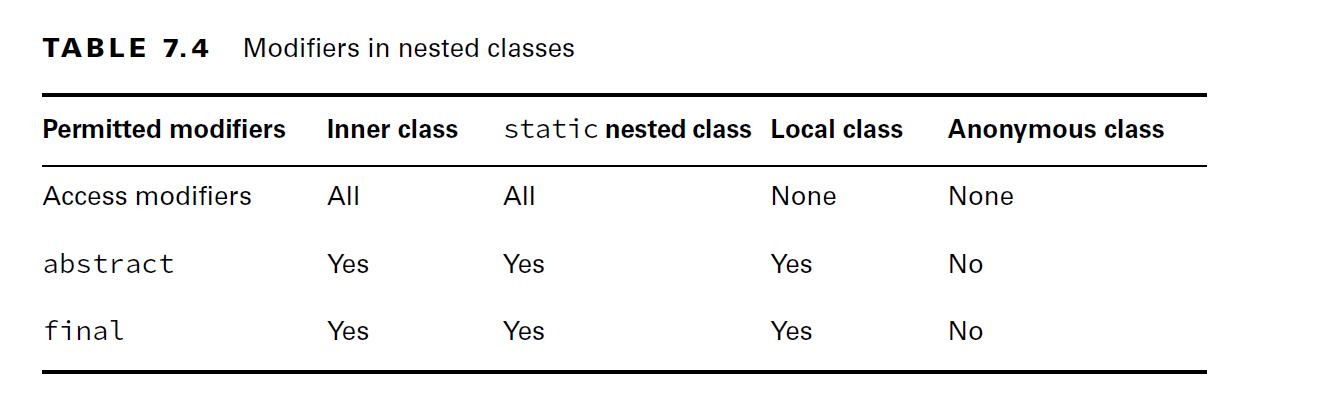 TABLE 7.4 Modifiers in nested classes
Permitted modifiers Inner class static nested class Local class Anonymous class
Access modifiers All All None None
abstract Yes Yes Yes No
final Yes Yes Yes No